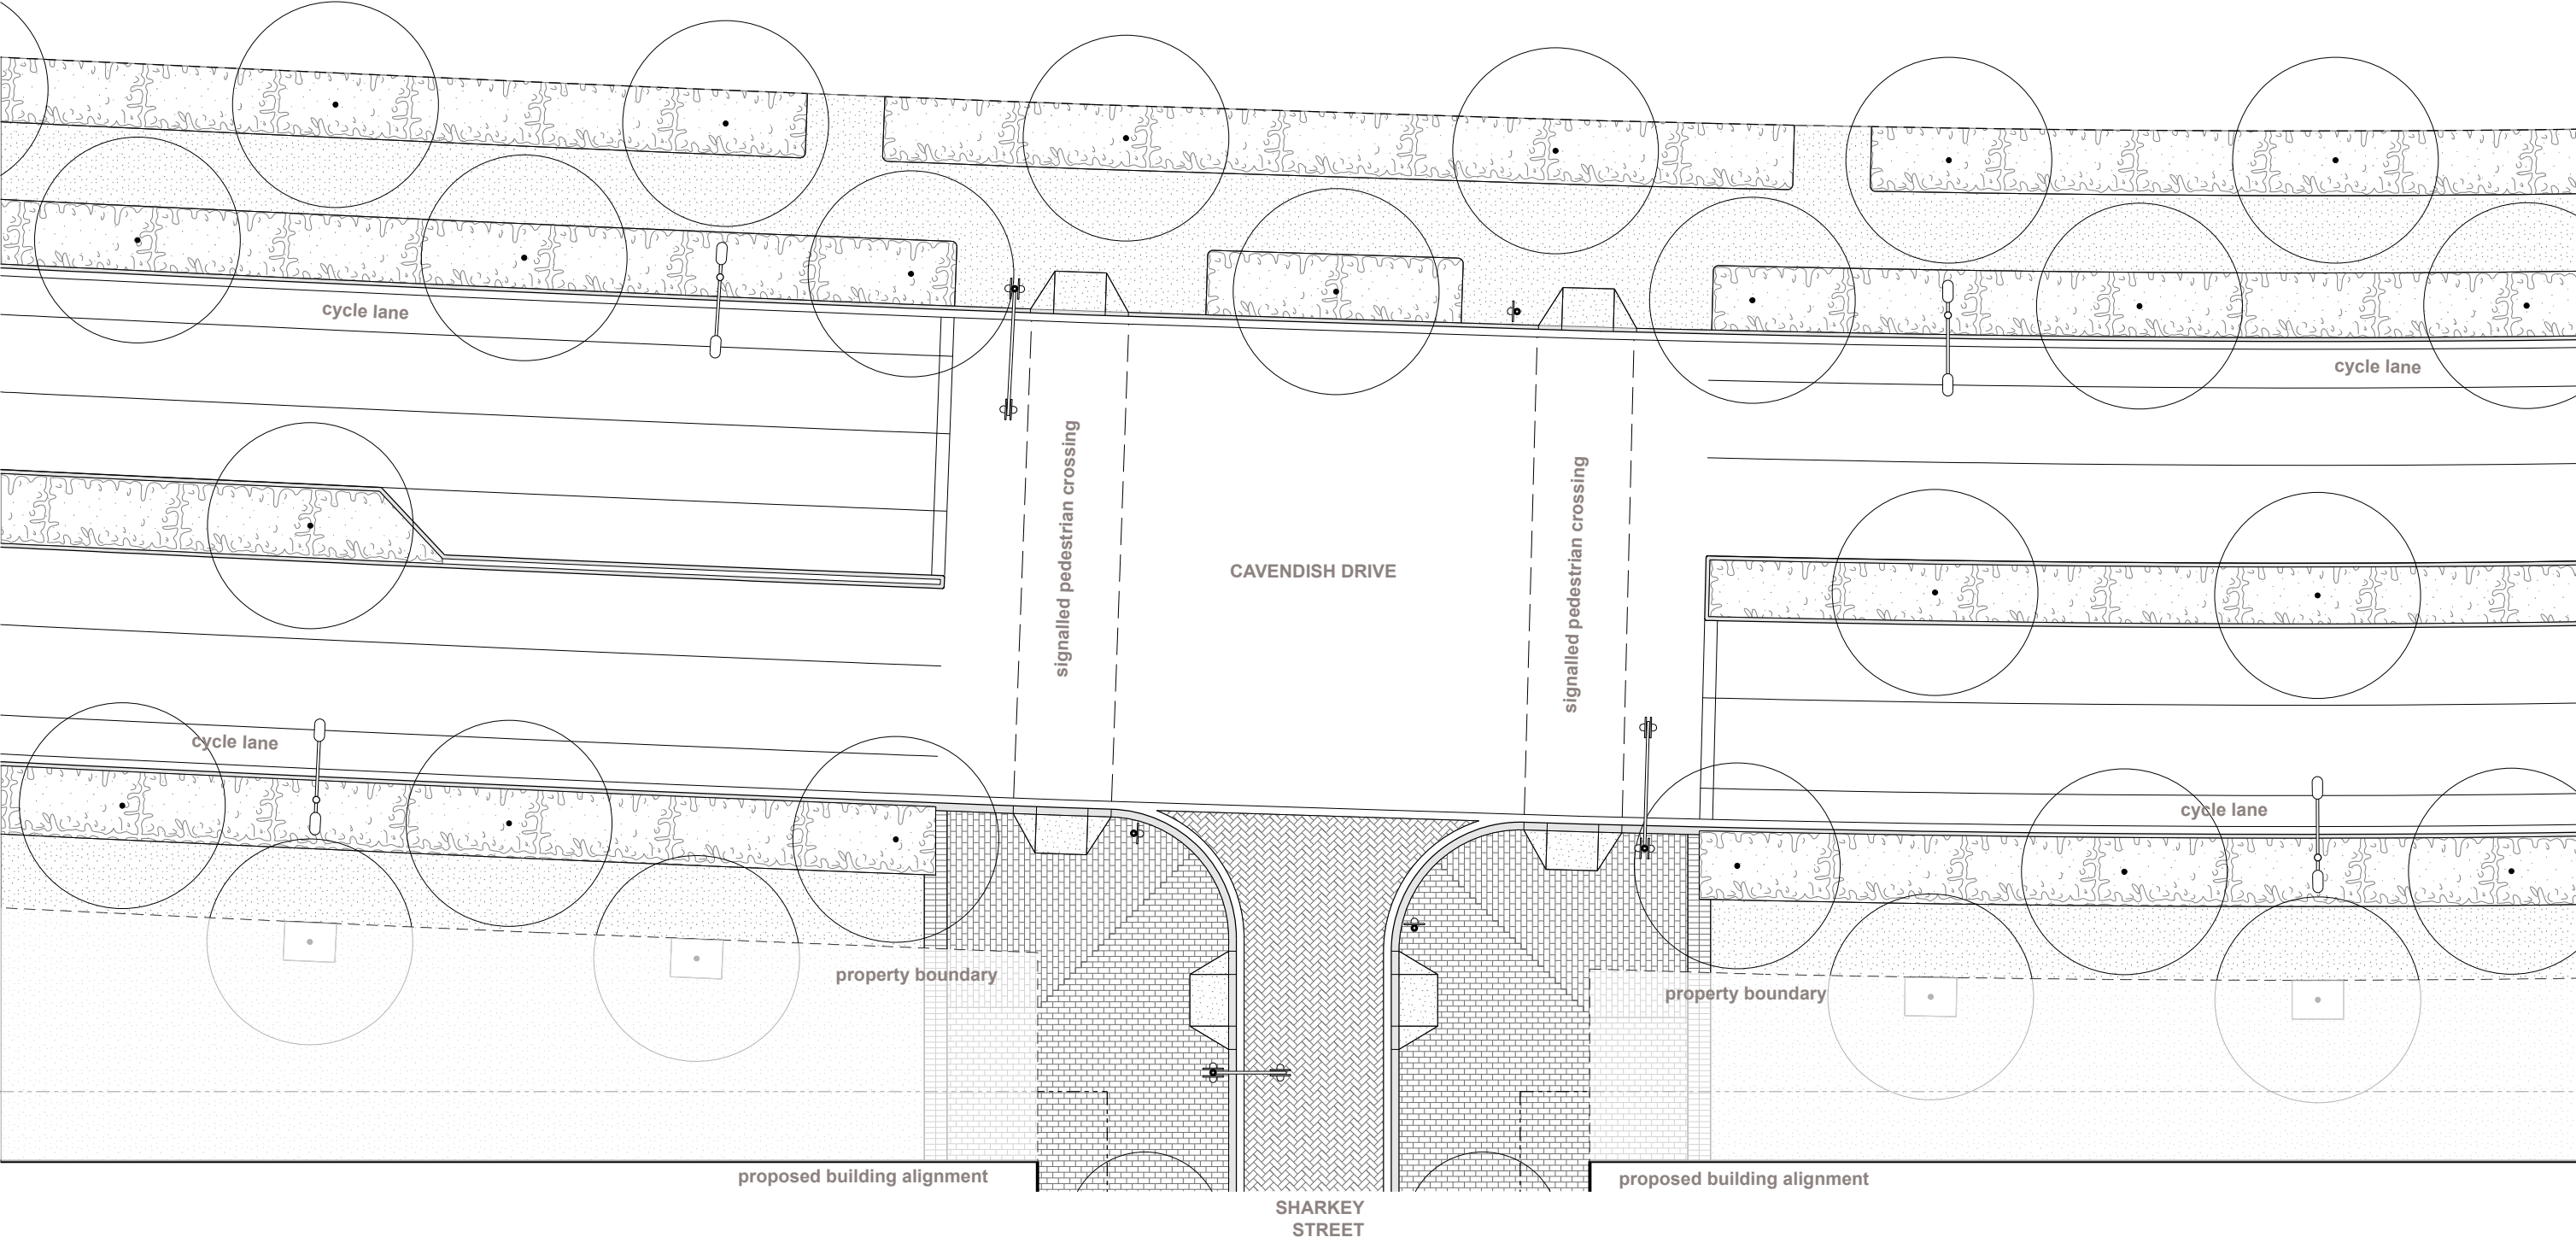 cycle lane
cycle lane
signalled pedestrian crossing
signalled pedestrian crossing
CAVENDISH DRIVE
cycle lane
cycle lane
property boundary
property boundary
proposed building alignment
proposed building alignment
SHARKEY
STREET